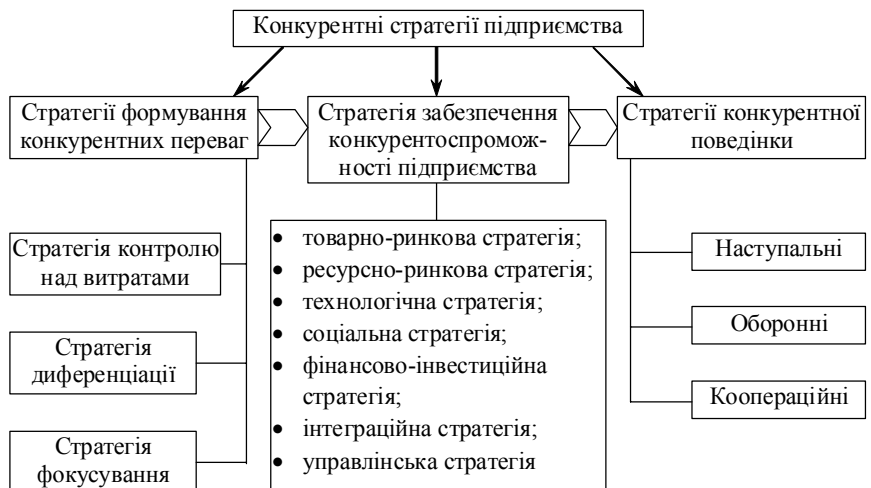 Конкурентні стратегії підприємства
Стратегії формування
конкурентних переваг
Стратегія забезпечення
конкурентоспромож-
ності підприємства
Стратегії конкурентної
поведінки
Стратегія контролю
над витратами
Стратегія
диференціації
Стратегія
фокусування
• товарно-ринкова стратегія;
• ресурсно-ринкова стратегія;
• технологічна стратегія;
• соціальна стратегія;
• фінансово-інвестиційна
стратегія;
• інтеграційна стратегія;
• управлінська стратегія
Наступальні
Оборонні
Коопераційні